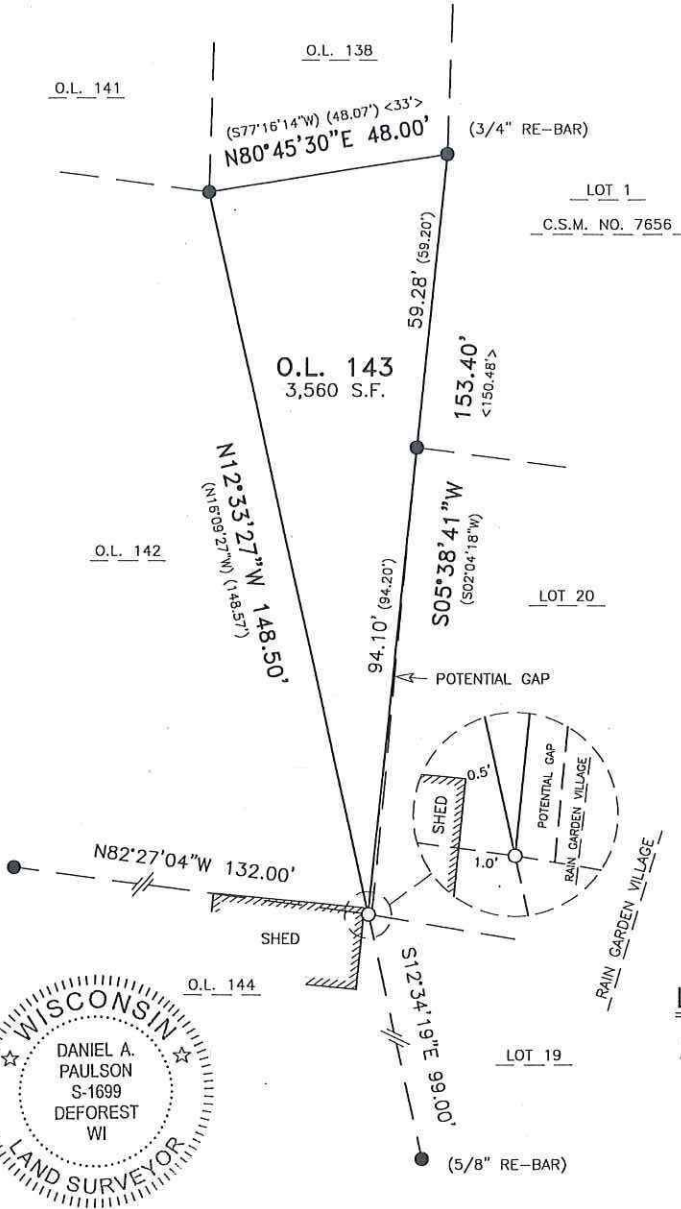 O.L. 138
O.L. 141
(S77°16'14"W) (48.07') <33'>
N80°45'30"E 48.00'
(3/4" RE-BAR)
LOT 1
C.S.M. NO. 7656
59.28' (59.20')
O.L. 143
3,560 S.F.
153.40'
<150.48'>
N12°33'27"W 148.50'
(N16°09'27"W) (148.57')
S05°38'41"W
(S02°04'18"W)
O.L. 142
94.10' (94.20')
LOT 20
POTENTIAL GAP
0.5'
SHED
POTENTIAL GAP
RAIN GARDEN VILLAGE
1.0'
N82°27'04"W 132.00'
SHED
RAIN GARDEN VILLAGE
O.L. 144
S12°34'19"E 99.00'
LOT 19
WISCONSIN
DANIEL A.
PAULSON
S-1699
DEFOREST
WI
LAND SURVEYOR
(5/8" RE-BAR)